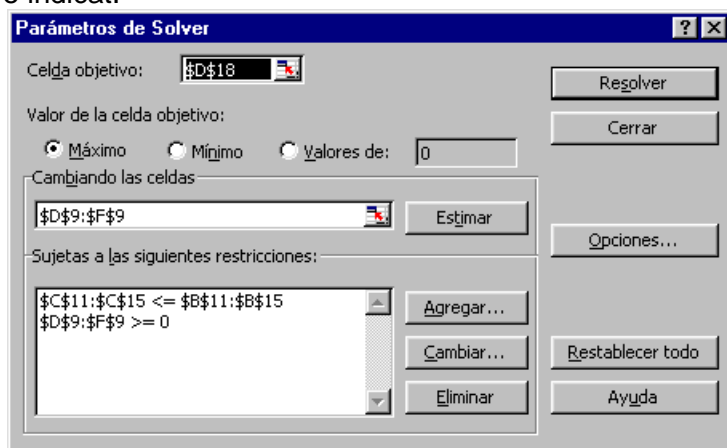 Parámetros de Solver
Celda objetivo: $D$18
Resolver
Valor de la celda objetivo:
Cerrar
Máximo Mínimo Valores de: 0
Cambiando las celdas
$D$9:$F$9 Estimar
Opciones...
Sujetas a las siguientes restricciones:
$C$11:$C$15 <= $B$11:$B$15
$D$9:$F$9 >= 0
Agregar...
Cambiar... Restablecer todo
Eliminar Ayuda